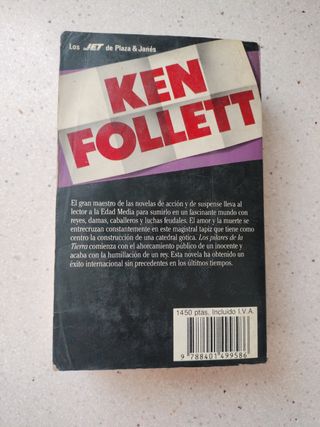 Los JET de Plaza & Janés
KEN
FOLLETT
El gran maestro de las novelas de acción y de suspense lleva al
lector a la Edad Media para sumirlo en un fascinante mundo con
reyes, damas, caballeros y luchas feudales. El amor y la muerte se
entrecruzan constantemente en este magistral tapiz que tiene como
centro la construcción de una catedral gótica. Los pilares de la
Tierra comienza con el ahorcamiento público de un inocente y
acaba con la humillación de un rey. Esta novela ha obtenido un
éxito internacional sin precedentes en los últimos tiempos.
1450 ptas. Incluido I.V.A.
9 788401 499586